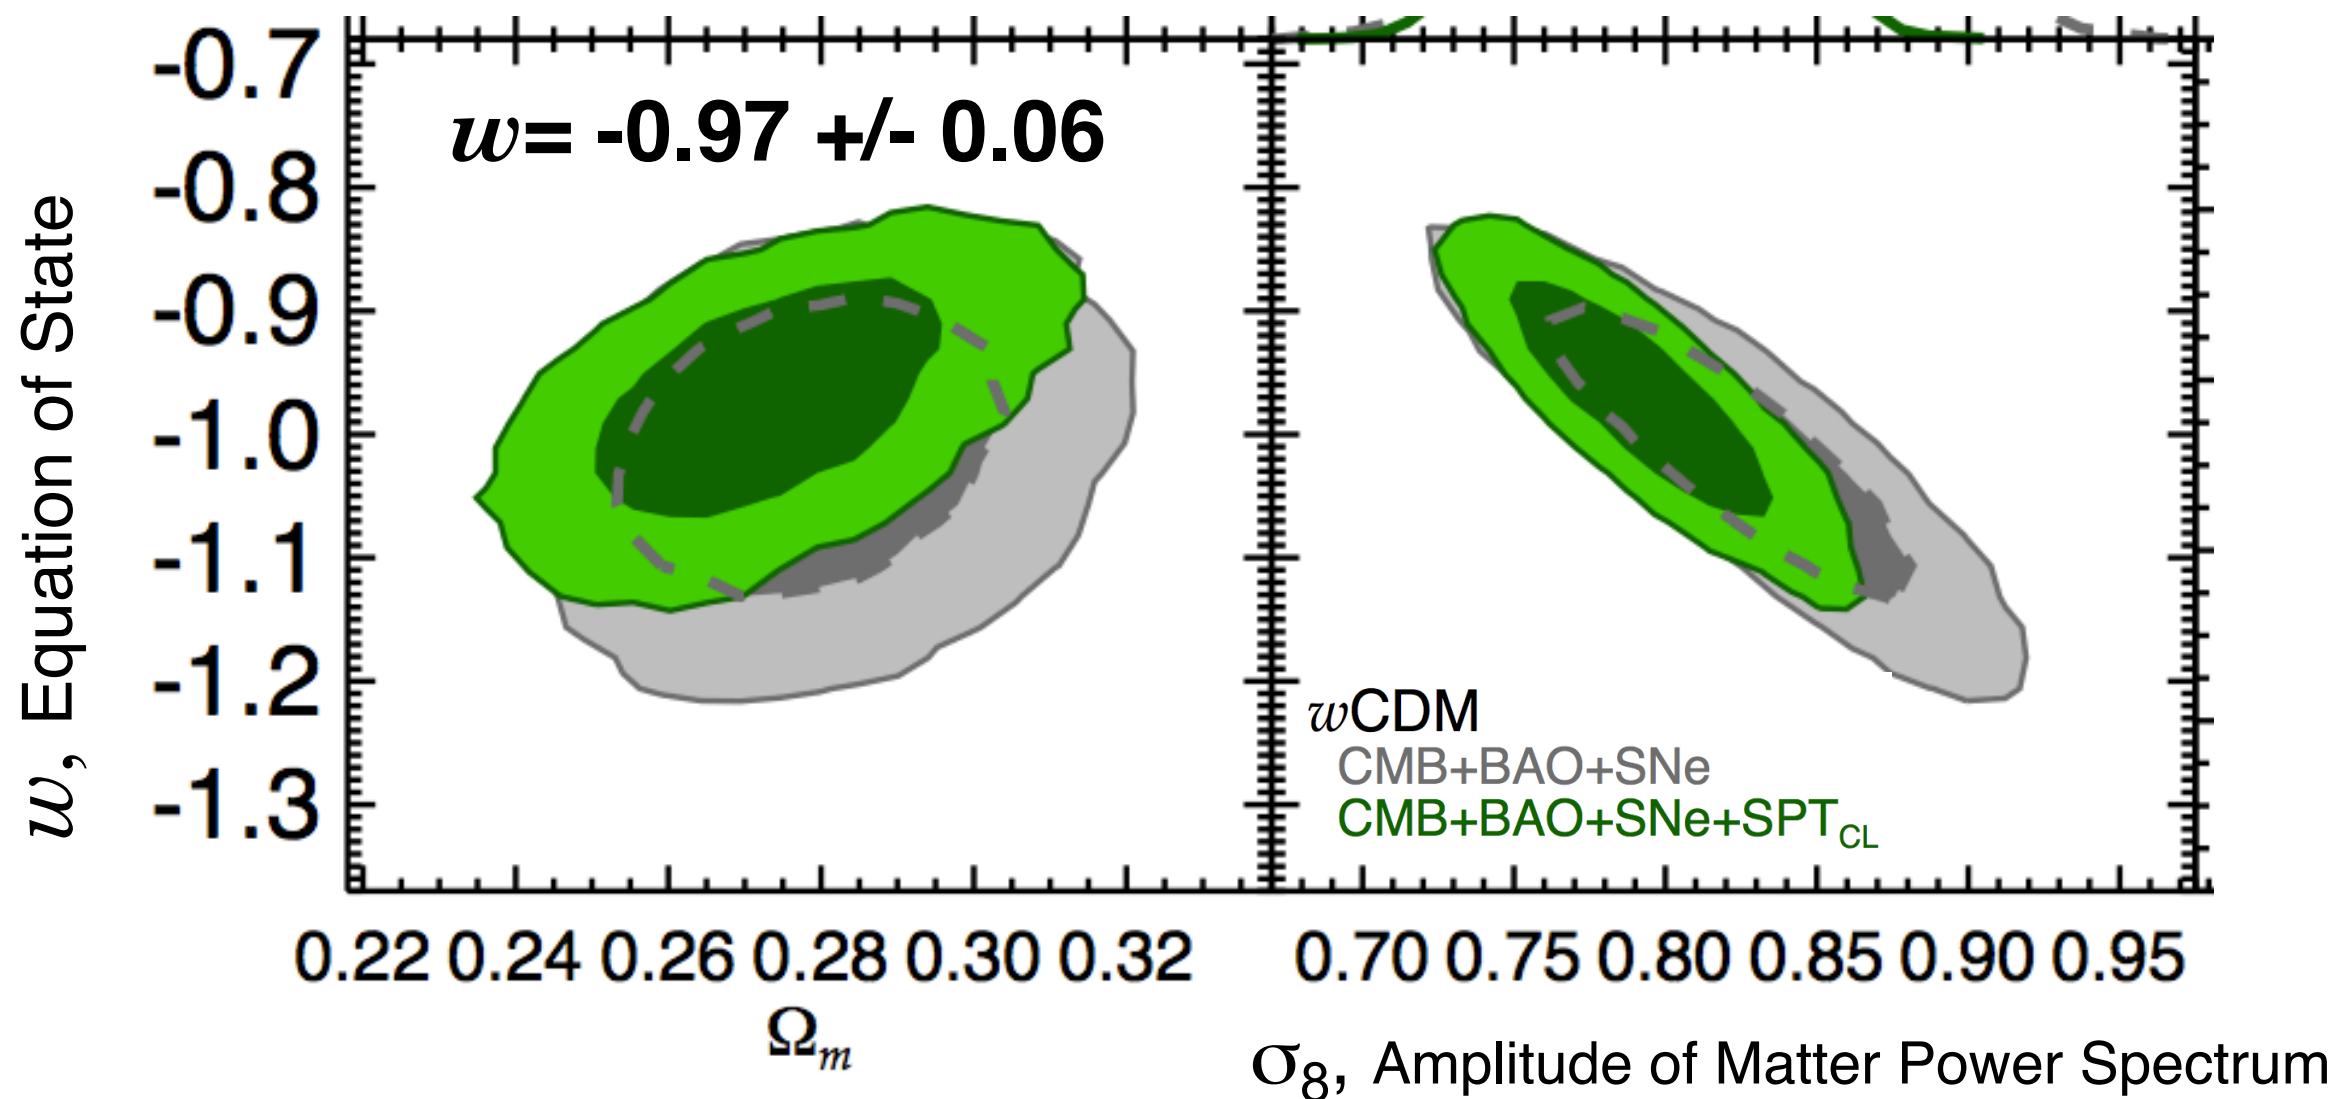 w= -0.97 +/- 0.06
w, Equation of State
-0.7
-0.8
-0.9
-1.0
-1.1
-1.2
-1.3
wCDM
CMB+BAO+SNe
CMB+BAO+SNe+SPT_CL
0.22 0.24 0.26 0.28 0.30 0.32
0.70 0.75 0.80 0.85 0.90 0.95
Ωm
σ8, Amplitude of Matter Power Spectrum